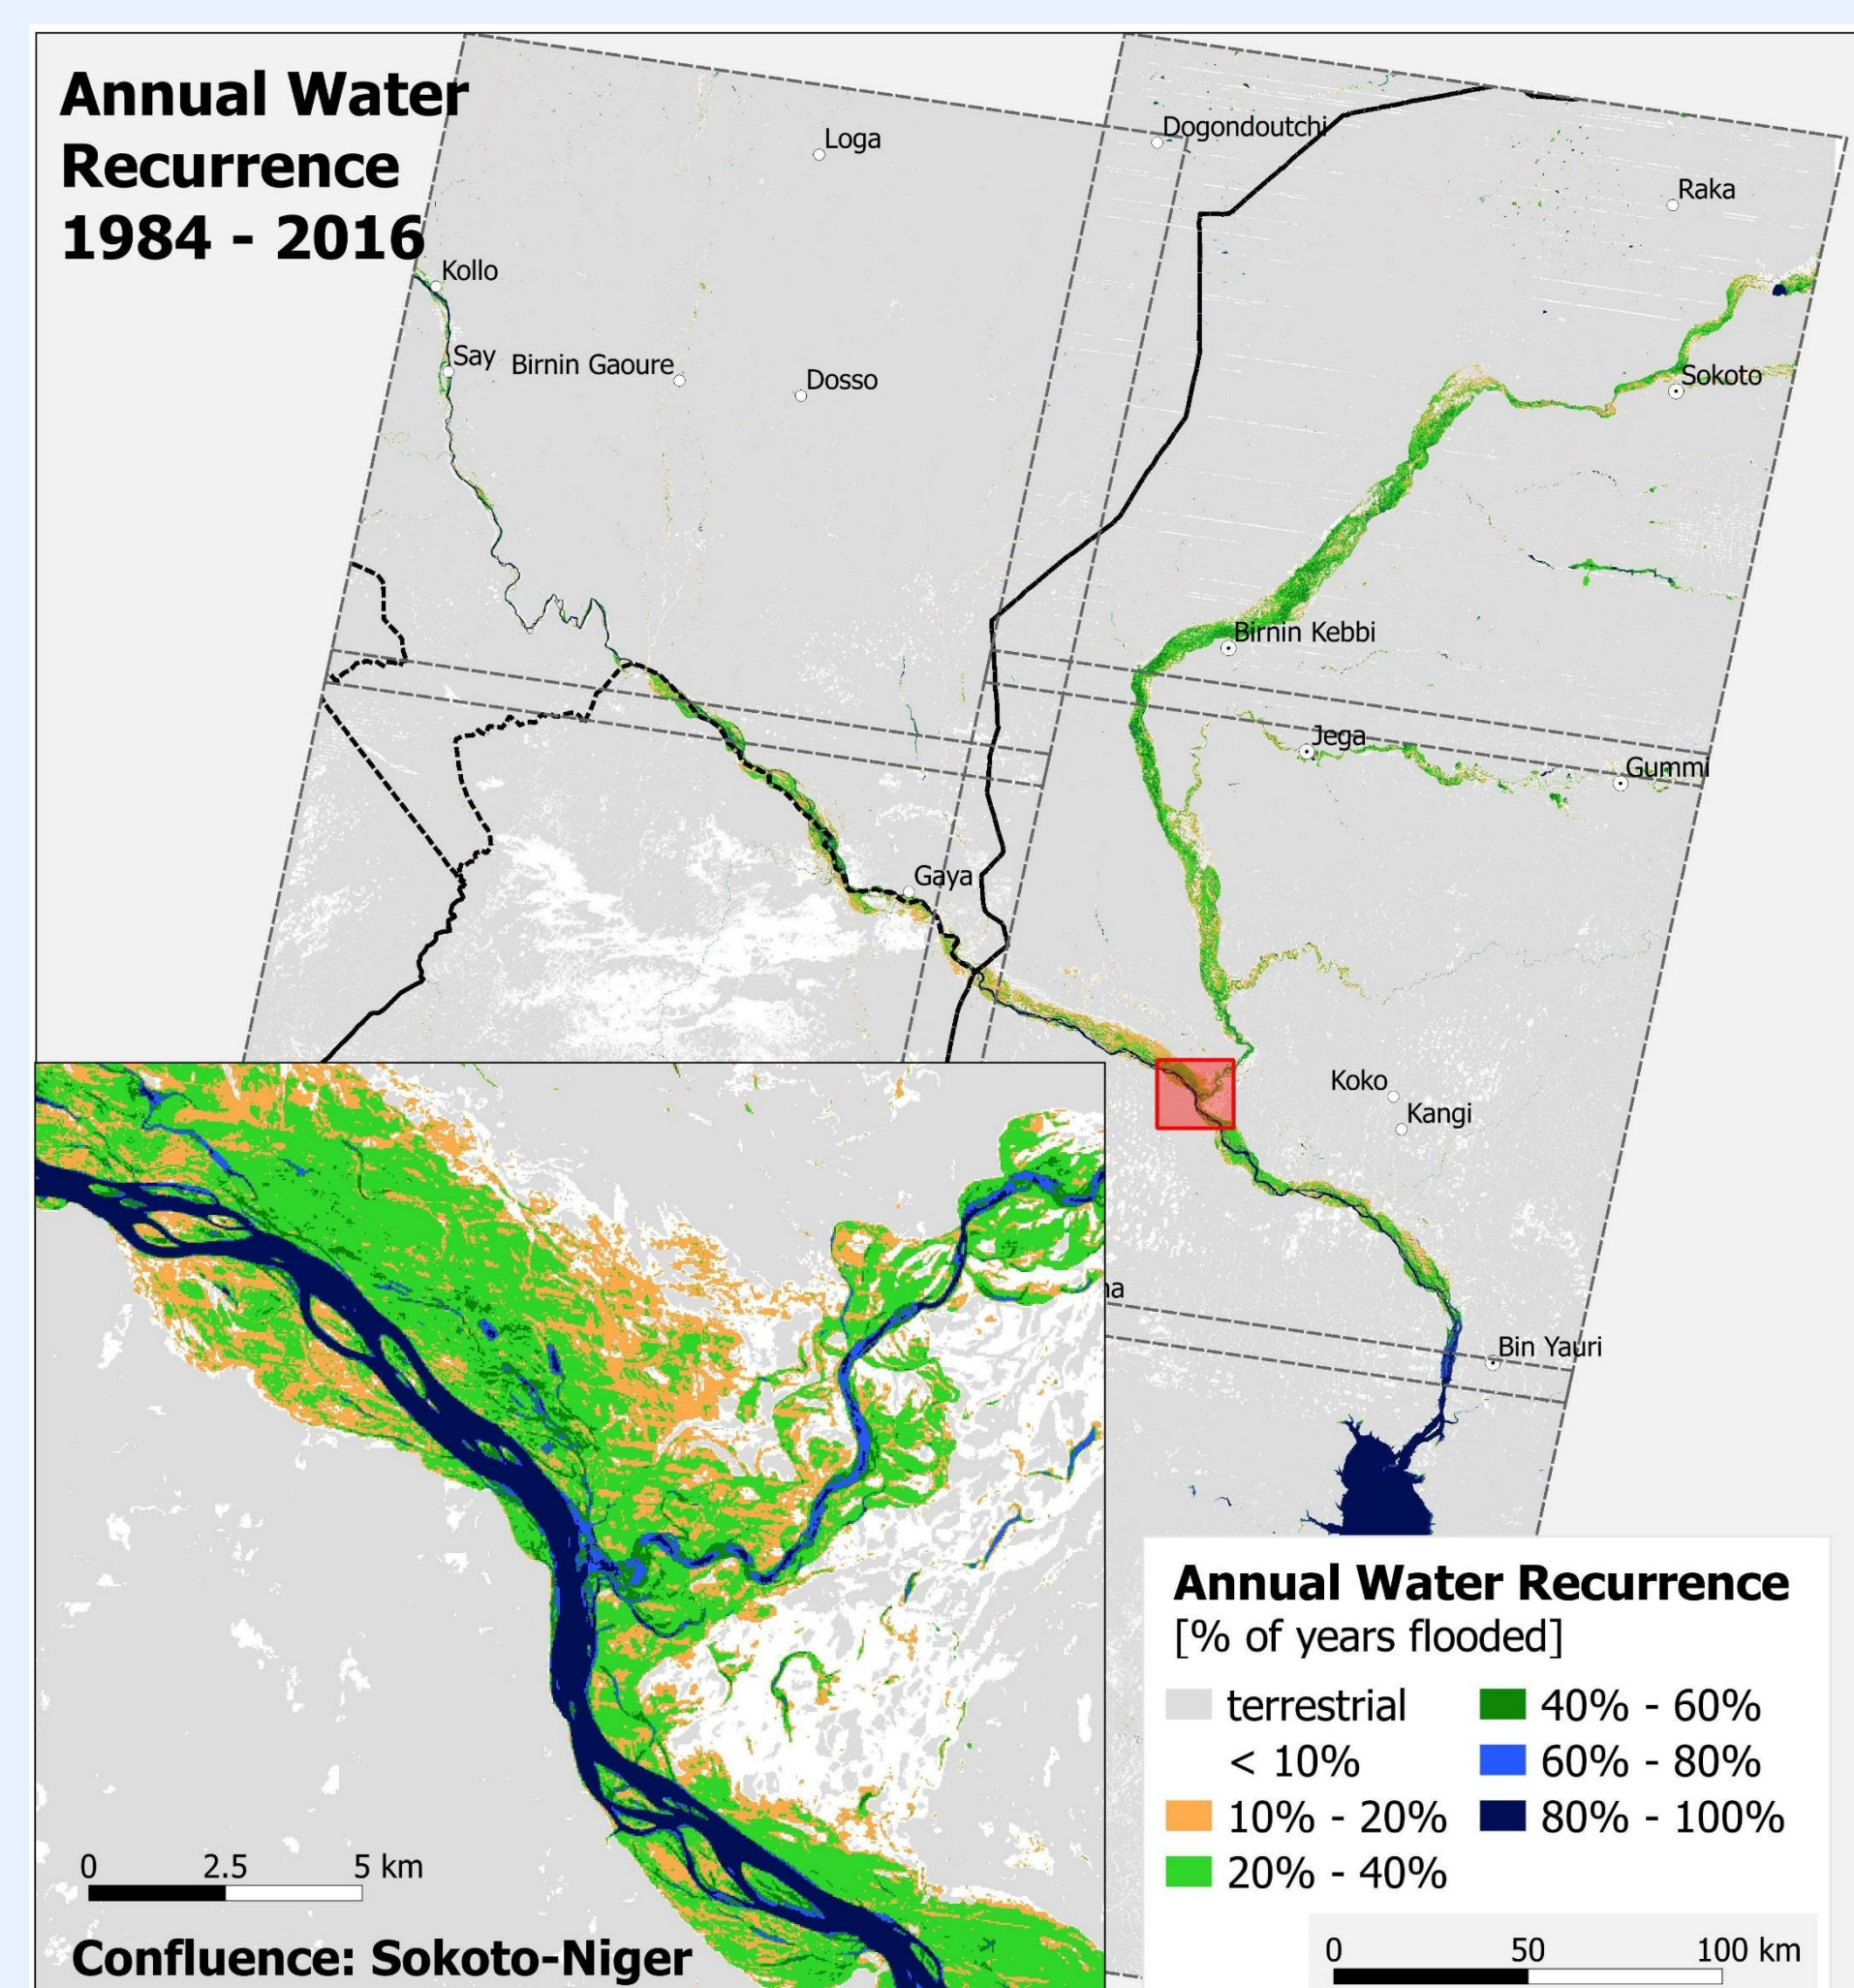 Annual Water
Recurrence
1984 - 2016
Loga
Dogondoutchi
Raka
Kollo
Say
Birnin Gaoure
Dosso
Sokoto
Birnin Kebbi
Jega
Gummi
Gaya
Koko
Kangi
Bin Yauri
0 2.5 5 km
Confluence: Sokoto-Niger
Annual Water Recurrence
[% of years flooded]
terrestrial
< 10%
10% - 20%
20% - 40%
40% - 60%
60% - 80%
80% - 100%
0 50 100 km